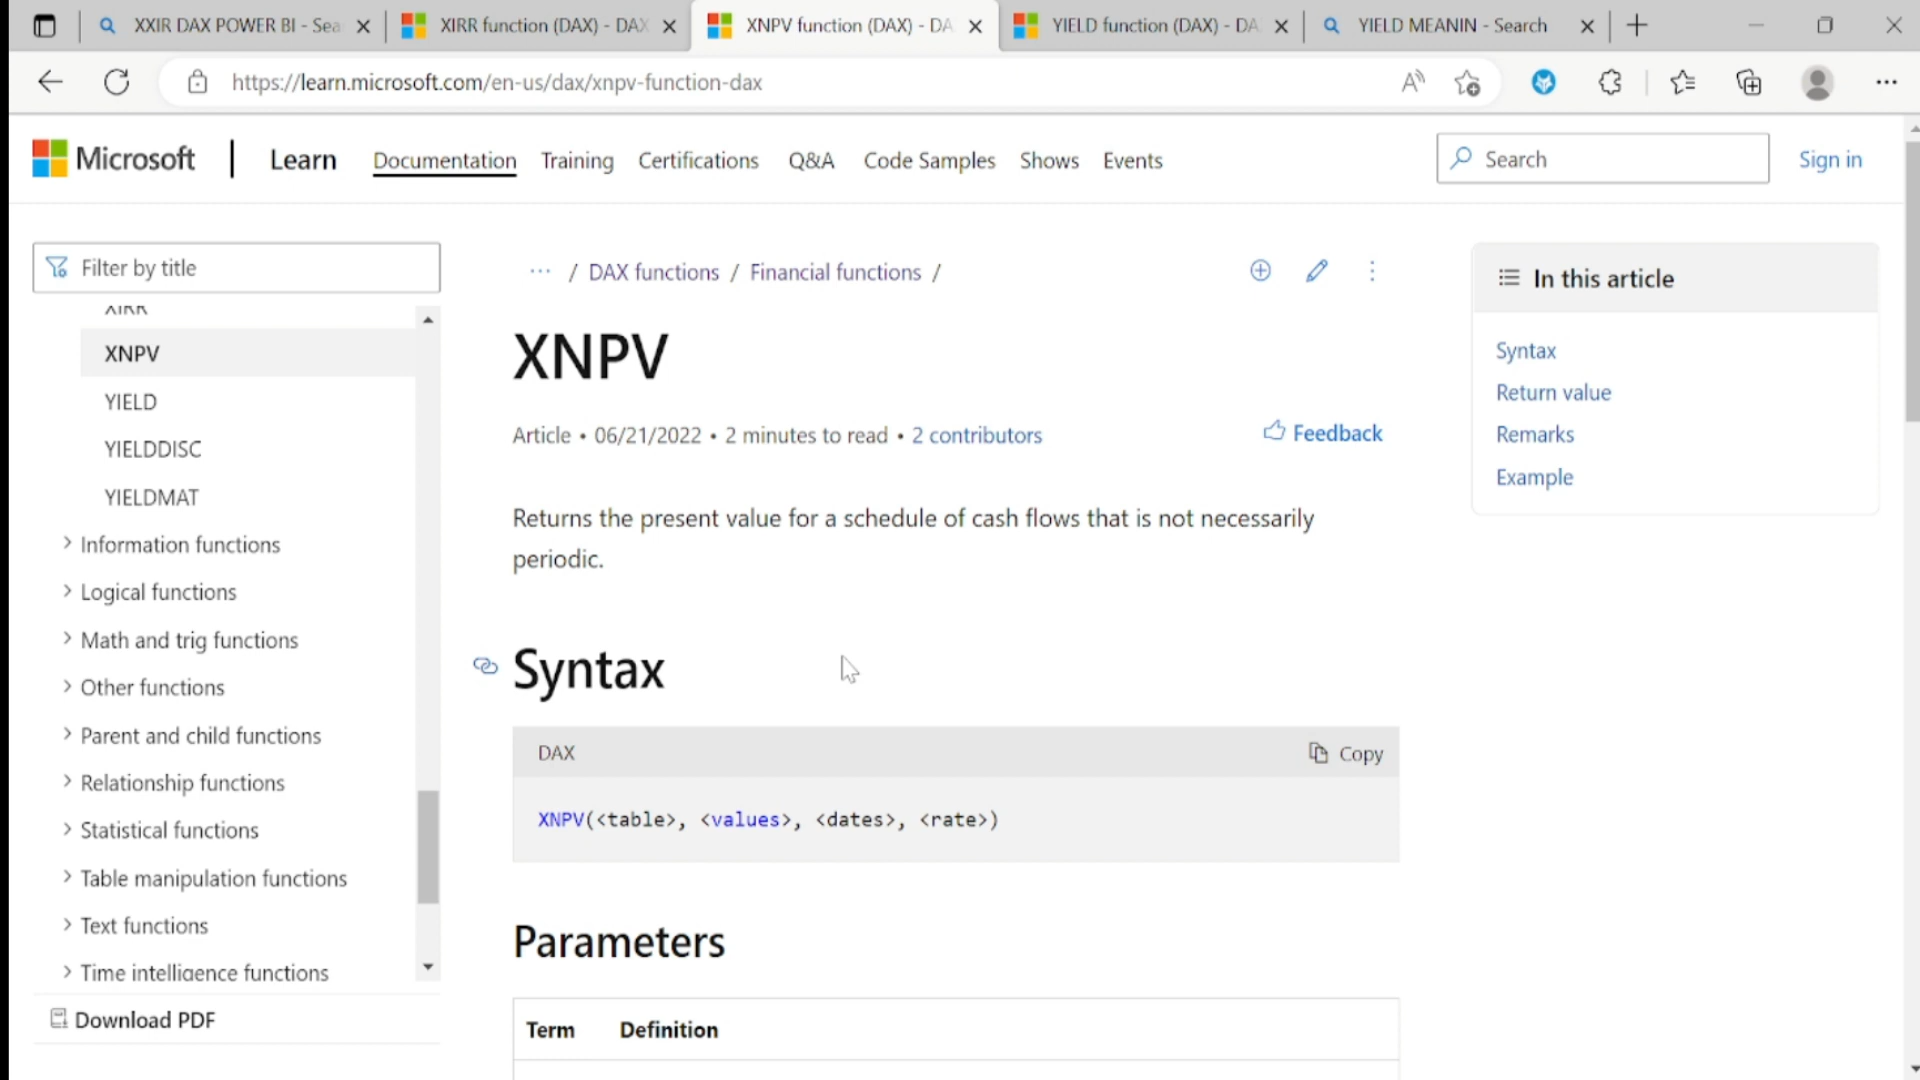 XXIR DAX POWER BI - Sea
XIRR function (DAX) - DAX
XNPV function (DAX) - DA
YIELD function (DAX) - DA
YIELD MEANIN - Search
https://learn.microsoft.com/en-us/dax/xnpv-function-dax
Microsoft
Learn
Documentation
Training
Certifications
Q&A
Code Samples
Shows
Events
Search
Sign in
Filter by title
XIRR
XNPV
YIELD
YIELDDISC
YIELDMAT
Information functions
Logical functions
Math and trig functions
Other functions
Parent and child functions
Relationship functions
Statistical functions
Table manipulation functions
Text functions
Time intelligence functions
Download PDF
... / DAX functions / Financial functions /
XNPV
Article • 06/21/2022 • 2 minutes to read • 2 contributors
Feedback
Returns the present value for a schedule of cash flows that is not necessarily
periodic.
Syntax
DAX
Copy
XNPV(<table>, <values>, <dates>, <rate>)
Parameters
Term Definition
In this article
Syntax
Return value
Remarks
Example